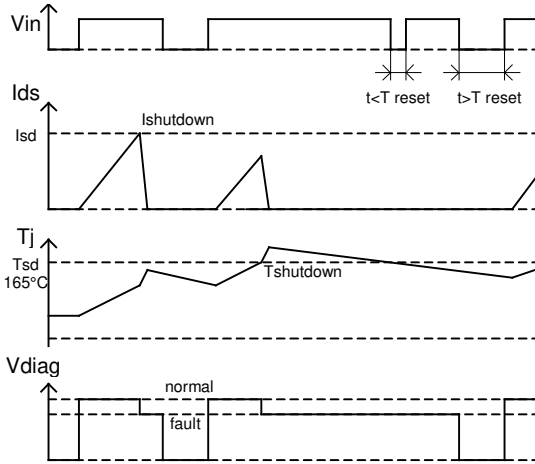 Vin
t<T reset
t>T reset
Ids
Ishutdown
Isd
Tj
Tsd
165°C
Tshutdown
Vdiag
normal
fault